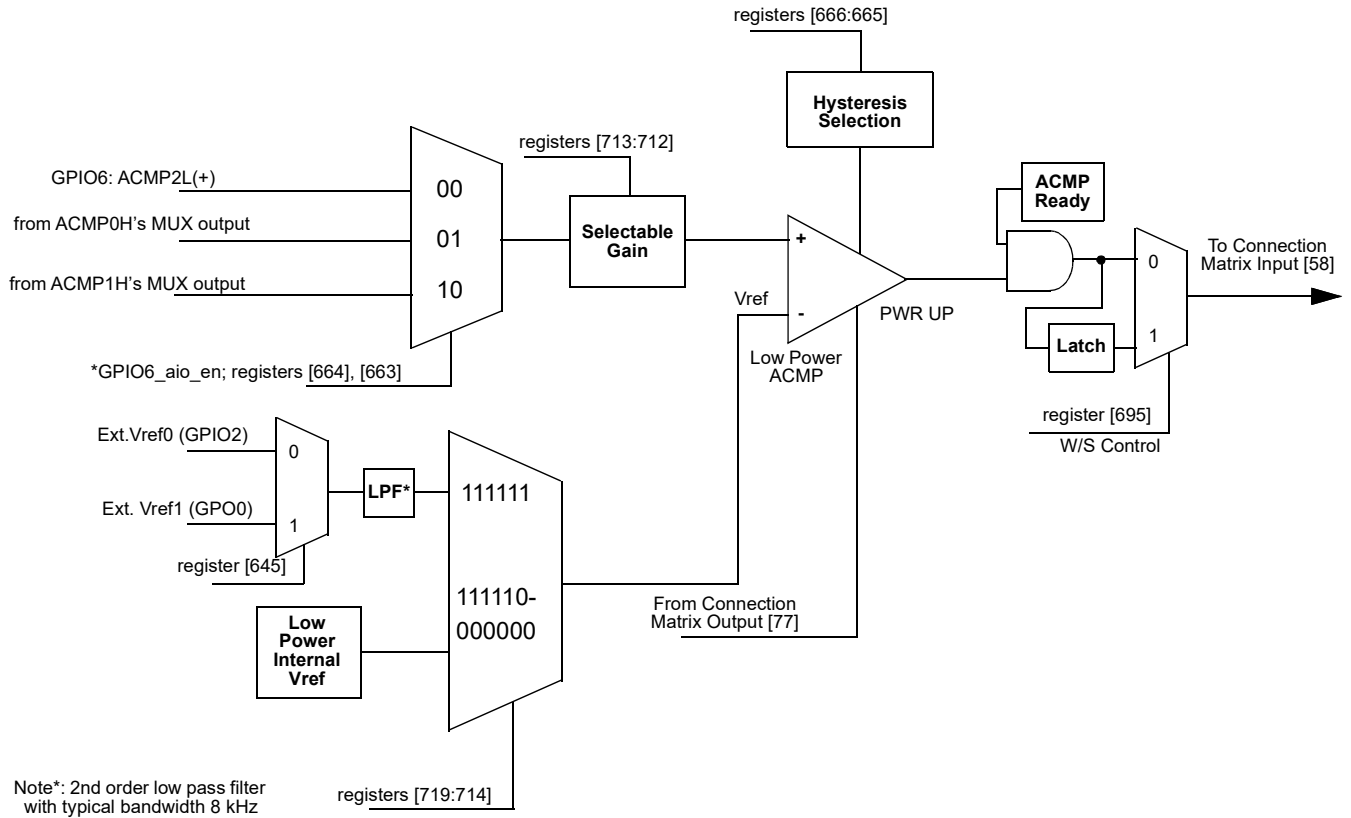 registers [666:665]
Hysteresis
Selection
registers [713:712]
GPIO6: ACMP2L(+)
00
from ACMP0H's MUX output
01
from ACMP1H's MUX output
10
Selectable
Gain
+
Vref
-
PWR UP
Low Power
ACMP
ACMP
Ready
0
To Connection
Matrix Input [58]
1
Latch
*GPIO6_aio_en; registers [664], [663]
register [695]
W/S Control
Ext.Vref0 (GPIO2)
0
LPF*
111111
Ext. Vref1 (GPO0)
1
register [645]
111110-
000000
From Connection
Matrix Output [77]
Low
Power
Internal
Vref
Note*: 2nd order low pass filter
with typical bandwidth 8 kHz
registers [719:714]